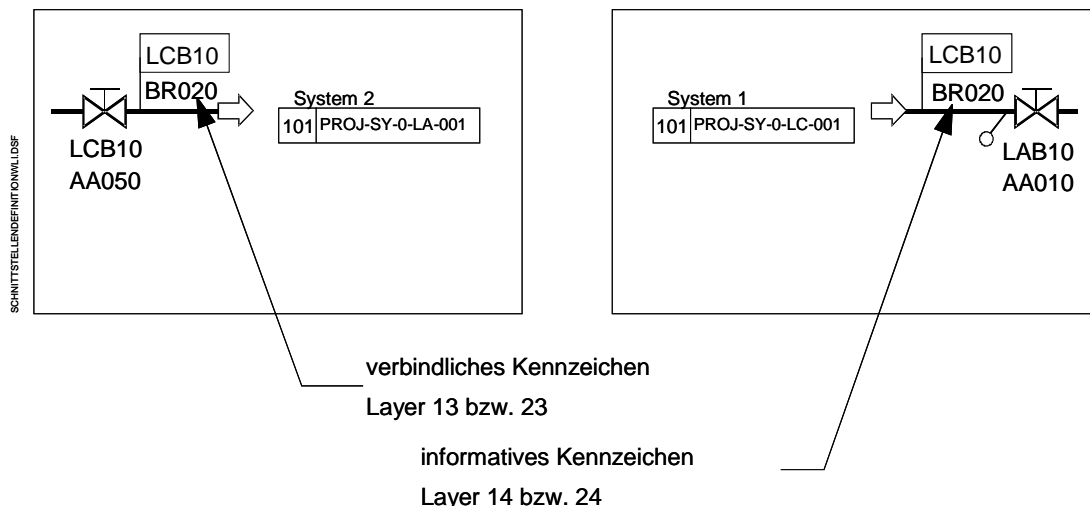 LCB10
BR020
LCB10
AA050
System 2
101 PROJ-SY-0-LA-001
SCHNITTSTELLENDEFINITIONWLI.DSF
System 1
101 PROJ-SY-0-LC-001
LCB10
BR020
LAB10
AA010
verbindliches Kennzeichen
Layer 13 bzw. 23
informatives Kennzeichen
Layer 14 bzw. 24